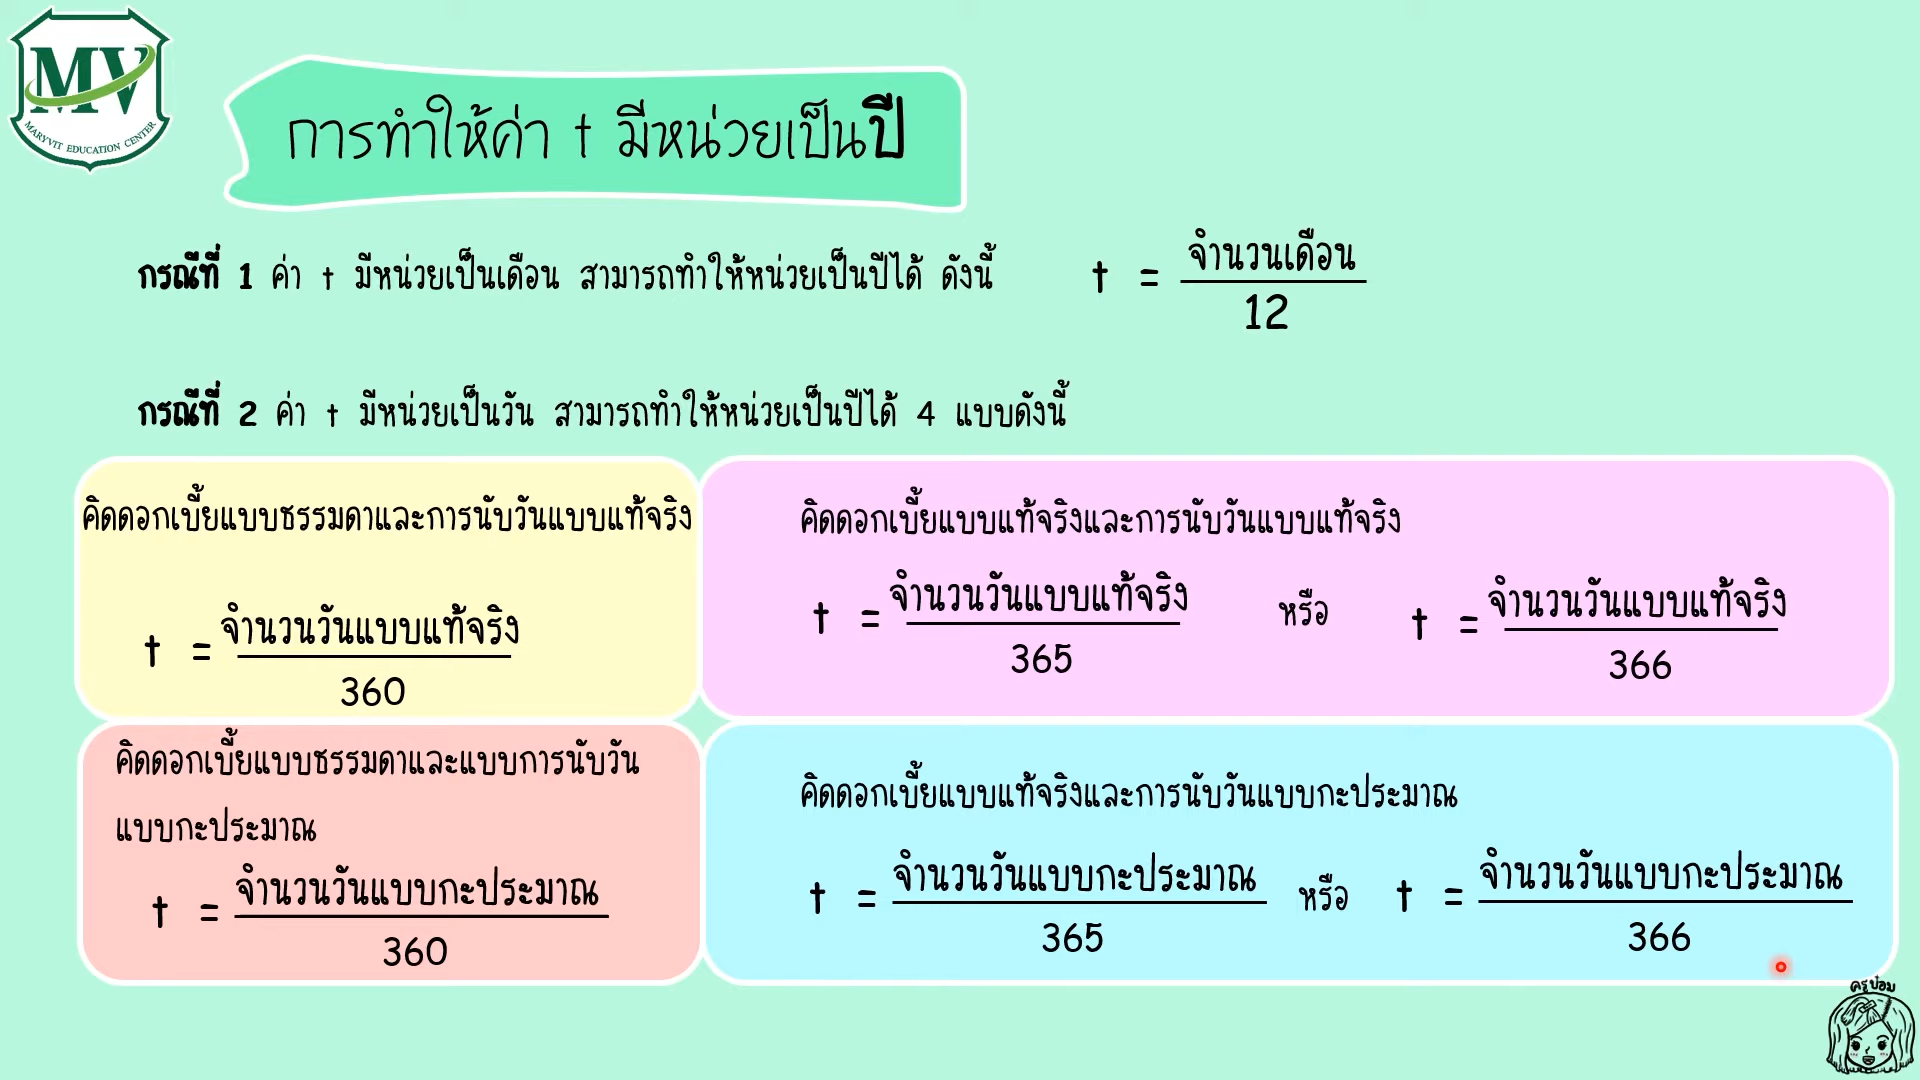 MV
MARYVIT EDUCATION CENTER
การทำให้ค่า t มีหน่วยเป็นปี
กรณีที่ 1 ค่า t มีหน่วยเป็นเดือน สามารถทำให้หน่วยเป็นปีได้ ดังนี้
t = จำนวนเดือน
12
กรณีที่ 2 ค่า t มีหน่วยเป็นวัน สามารถทำให้หน่วยเป็นปีได้ 4 แบบดังนี้
คิดดอกเบี้ยแบบธรรมดาและการนับวันแบบแท้จริง
t = จำนวนวันแบบแท้จริง
360
คิดดอกเบี้ยแบบแท้จริงและการนับวันแบบแท้จริง
t = จำนวนวันแบบแท้จริง
365
หรือ
t = จำนวนวันแบบแท้จริง
366
คิดดอกเบี้ยแบบธรรมดาและแบบการนับวัน
แบบกะประมาณ
t = จำนวนวันแบบกะประมาณ
360
คิดดอกเบี้ยแบบแท้จริงและการนับวันแบบกะประมาณ
t = จำนวนวันแบบกะประมาณ
365
หรือ
t = จำนวนวันแบบกะประมาณ
366
ครูป๋อม